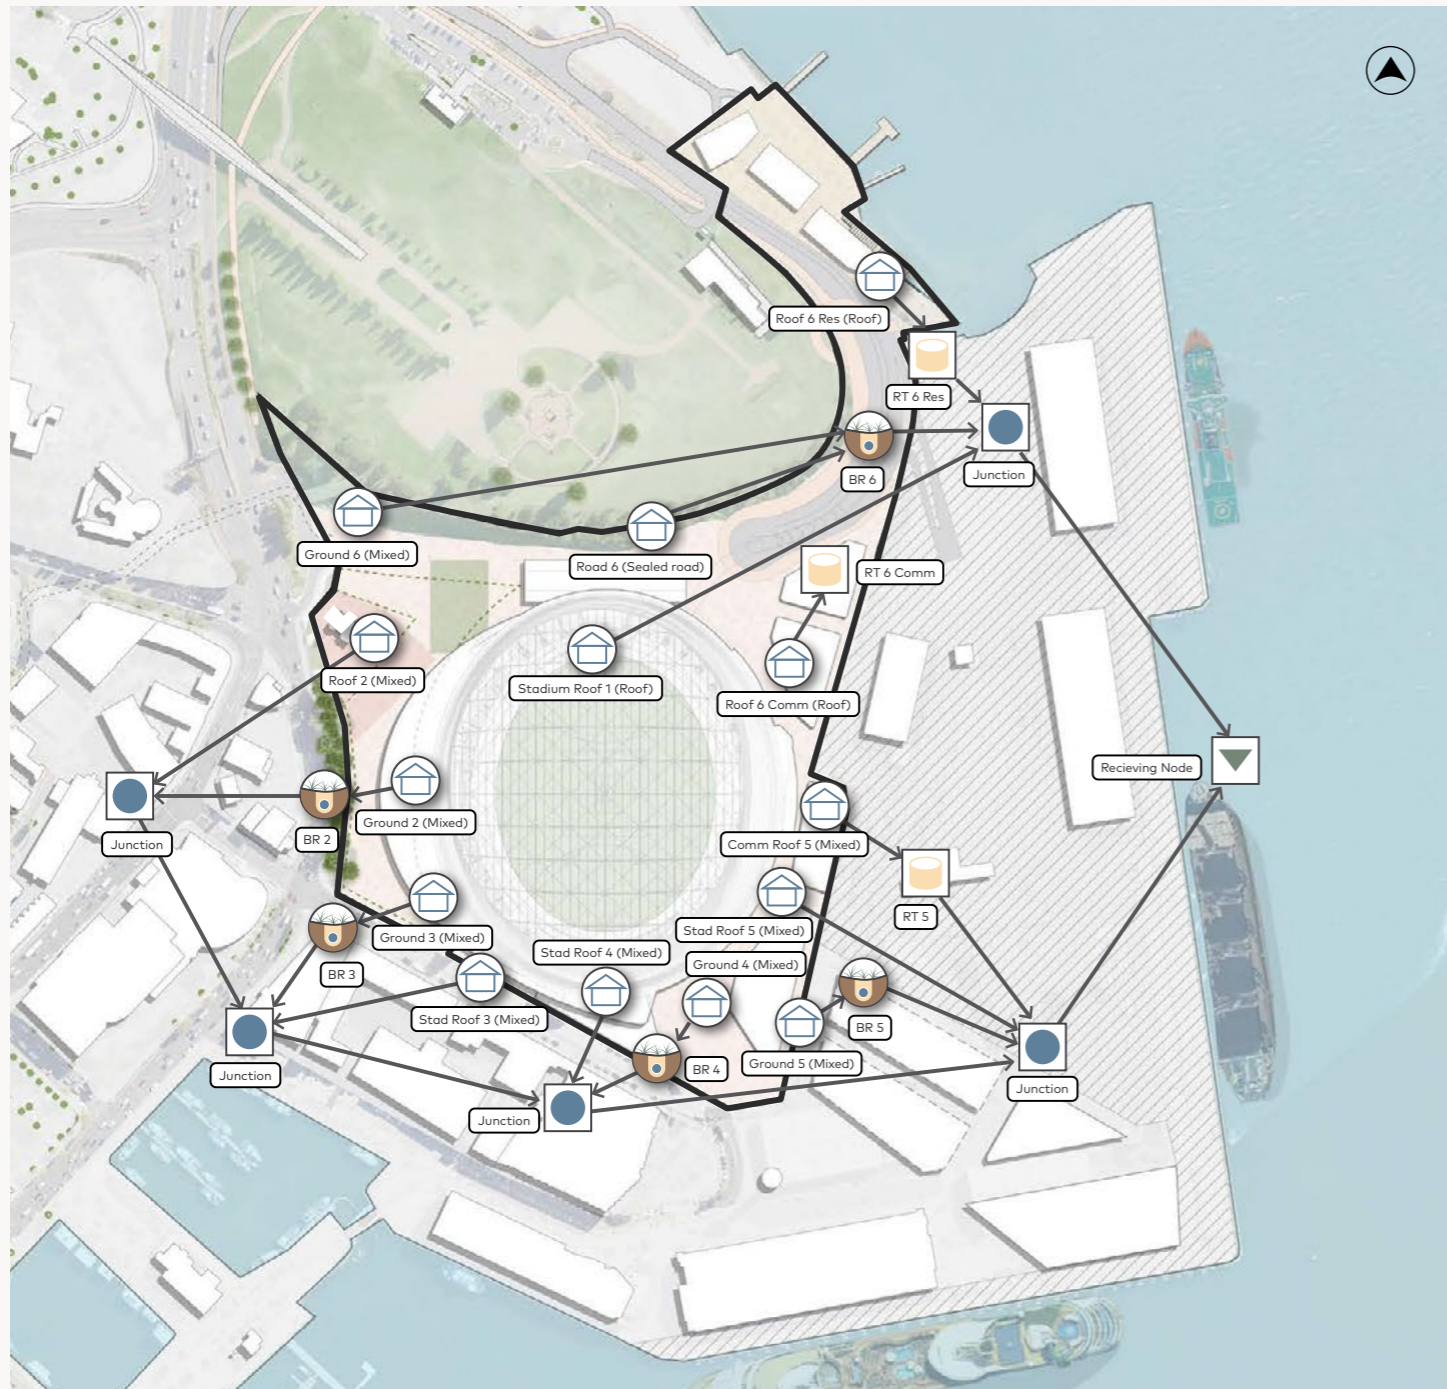 Roof 6 Res (Roof)
RT 6 Res
Junction
BR 6
Ground 6 (Mixed)
Road 6 (Sealed road)
RT 6 Comm
Roof 2 (Mixed)
Stadium Roof 1 (Roof)
Roof 6 Comm (Roof)
Recieving Node
Ground 2 (Mixed)
BR 2
Junction
Comm Roof 5 (Mixed)
RT 5
Stad Roof 5 (Mixed)
Ground 3 (Mixed)
Stad Roof 4 (Mixed)
Ground 4 (Mixed)
BR 3
Stad Roof 3 (Mixed)
BR 5
Ground 5 (Mixed)
BR 4
Junction
Junction
Junction